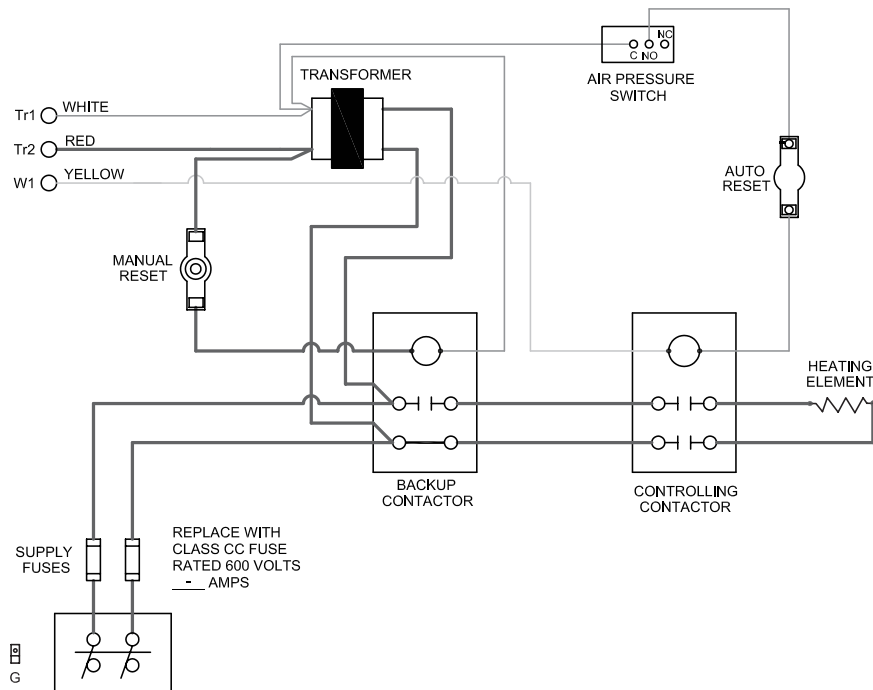 NC
C NO
AIR PRESSURE
SWITCH
TRANSFORMER
Tr1
WHITE
Tr2
RED
W1
YELLOW
AUTO
RESET
MANUAL
RESET
HEATING
ELEMENT
BACKUP
CONTACTOR
CONTROLLING
CONTACTOR
SUPPLY
FUSES
REPLACE WITH
CLASS CC FUSE
RATED 600 VOLTS
- AMPS
G